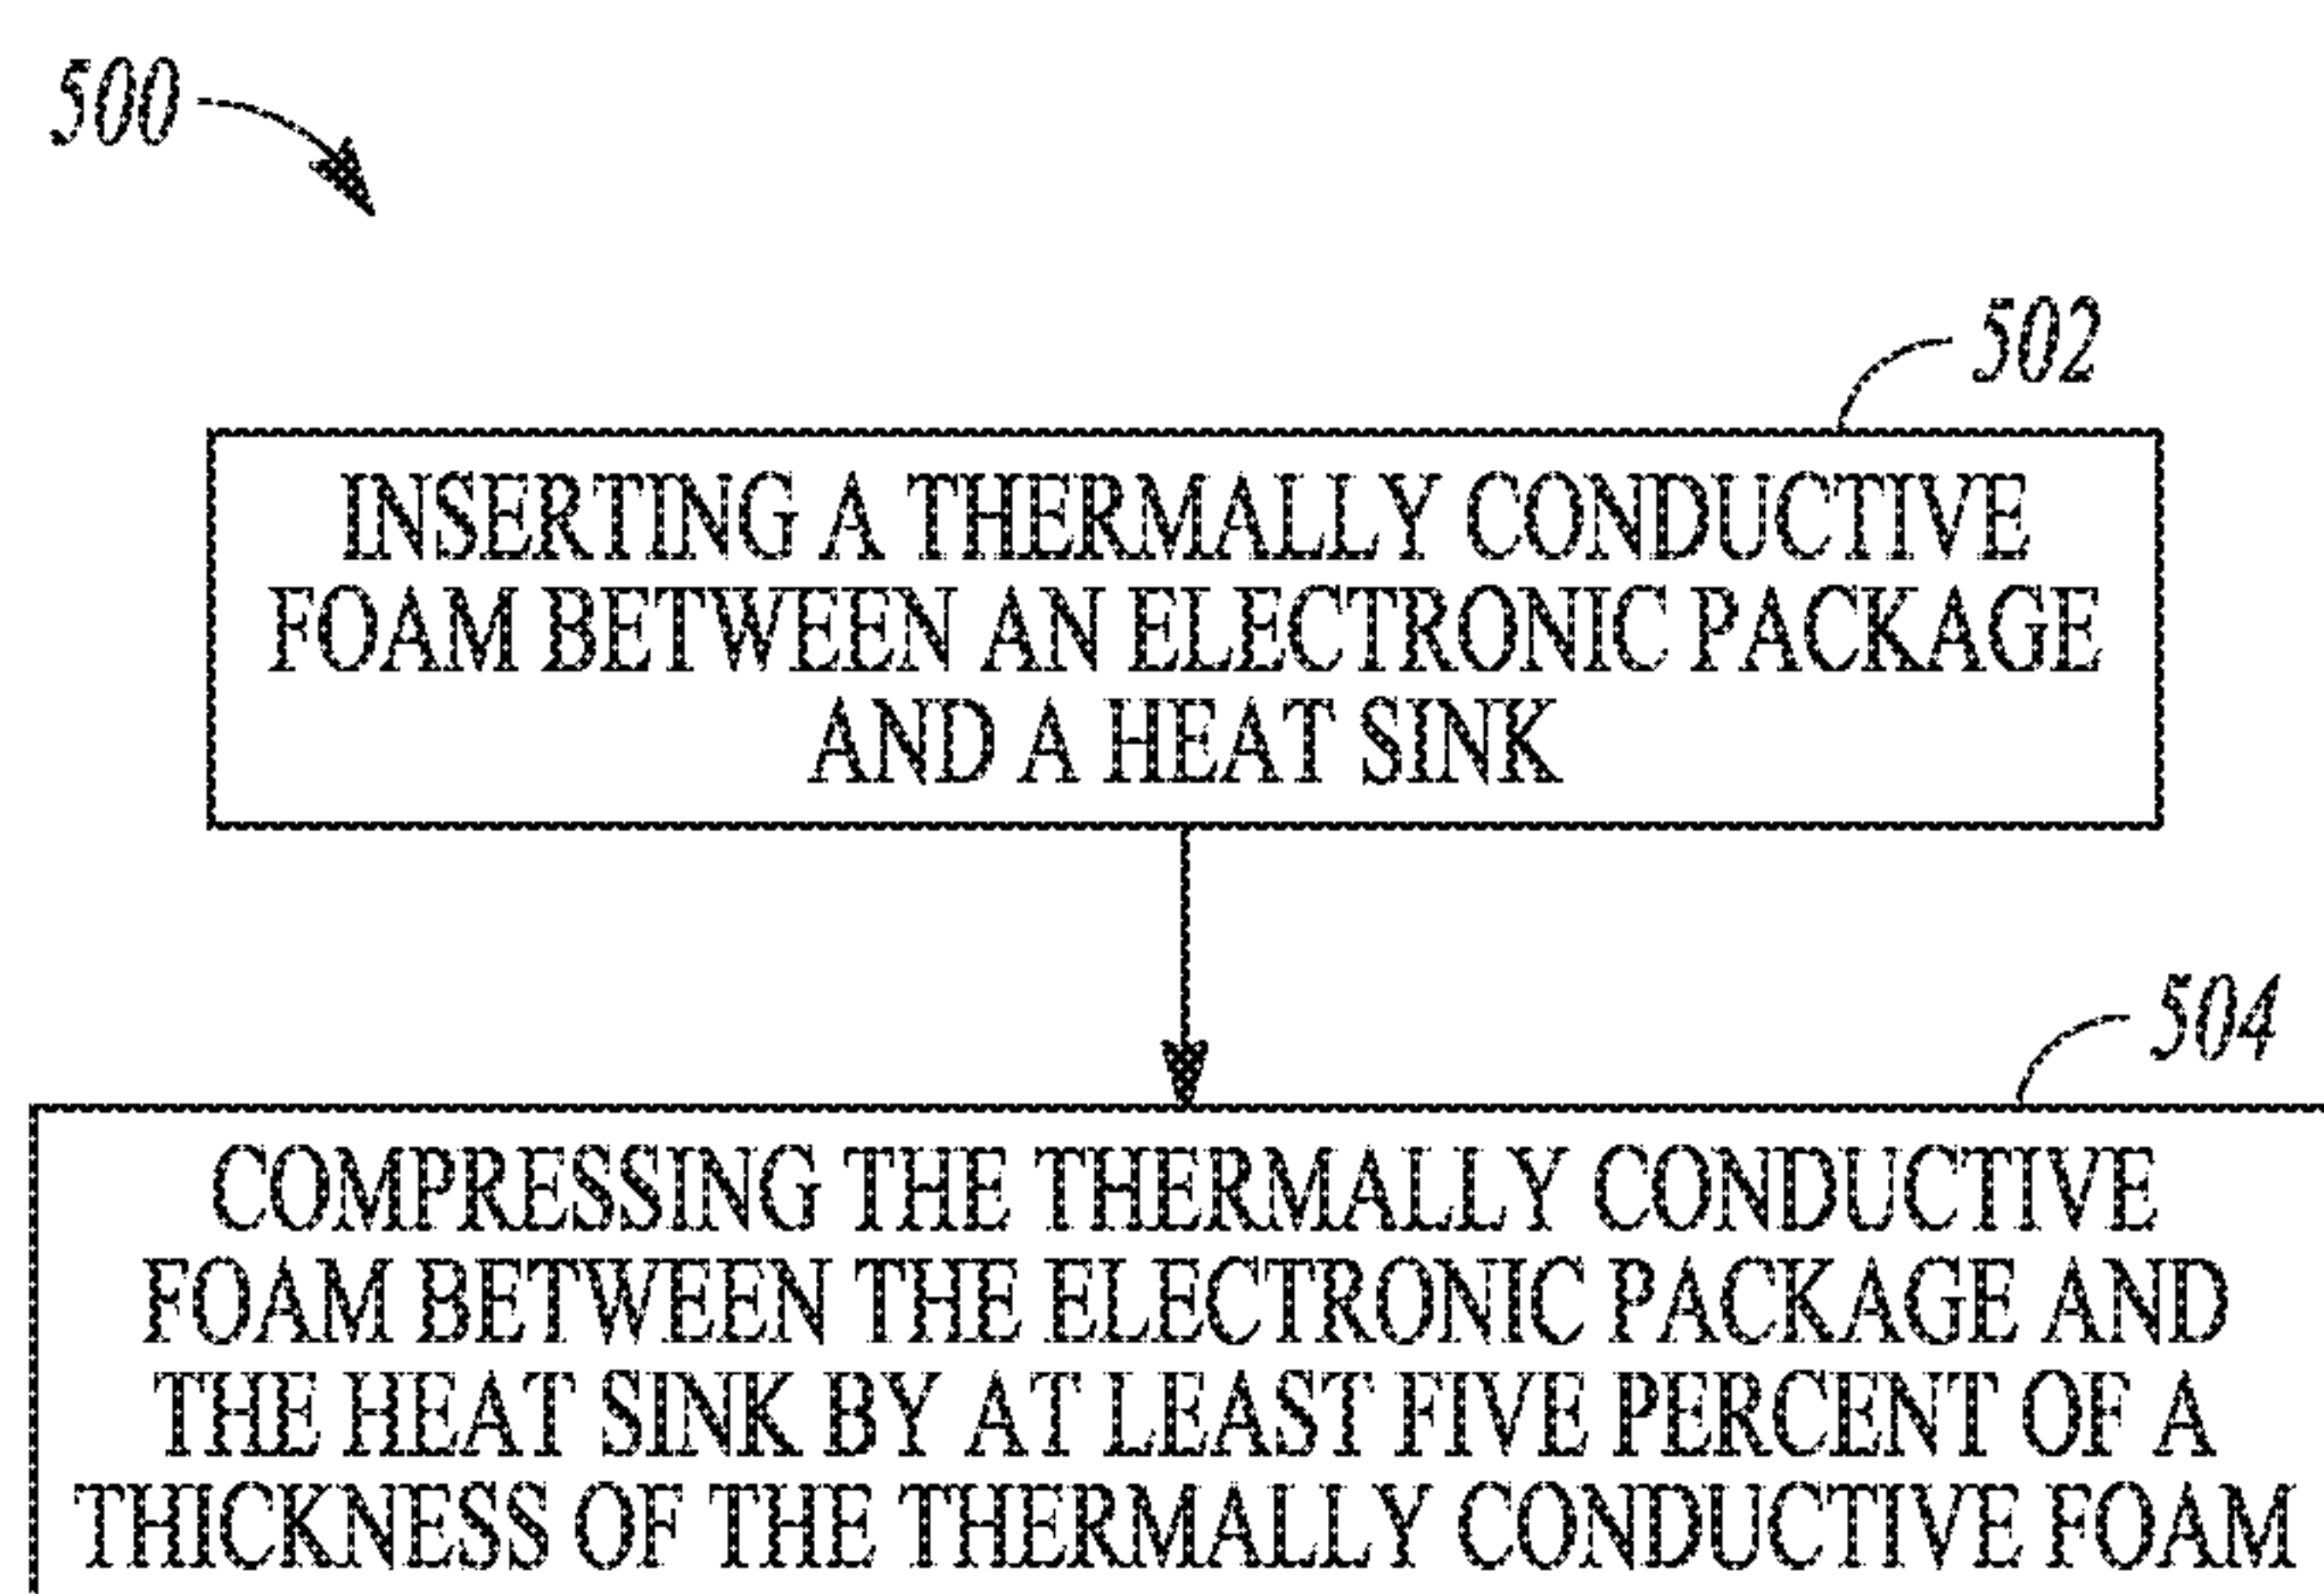 500
502
INSERTING A THERMALLY CONDUCTIVE
FOAM BETWEEN AN ELECTRONIC PACKAGE
AND A HEAT SINK
504
COMPRESSING THE THERMALLY CONDUCTIVE
FOAM BETWEEN THE ELECTRONIC PACKAGE AND
THE HEAT SINK BY AT LEAST FIVE PERCENT OF A
THICKNESS OF THE THERMALLY CONDUCTIVE FOAM